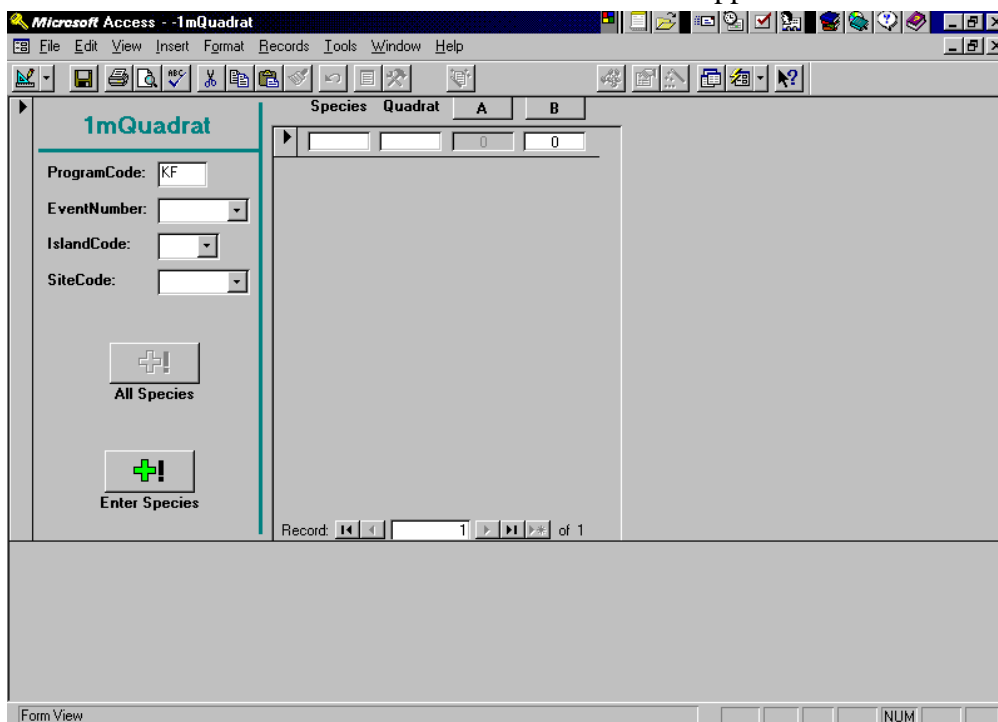 Microsoft Access - -1mQuadrat
File Edit View Insert Format Records Tools Window Help
Species Quadrat A B
1mQuadrat
0 0
ProgramCode: KF
EventNumber:
IslandCode:
SiteCode:
All Species
Enter Species
Record: 1 of 1
Form View NUM